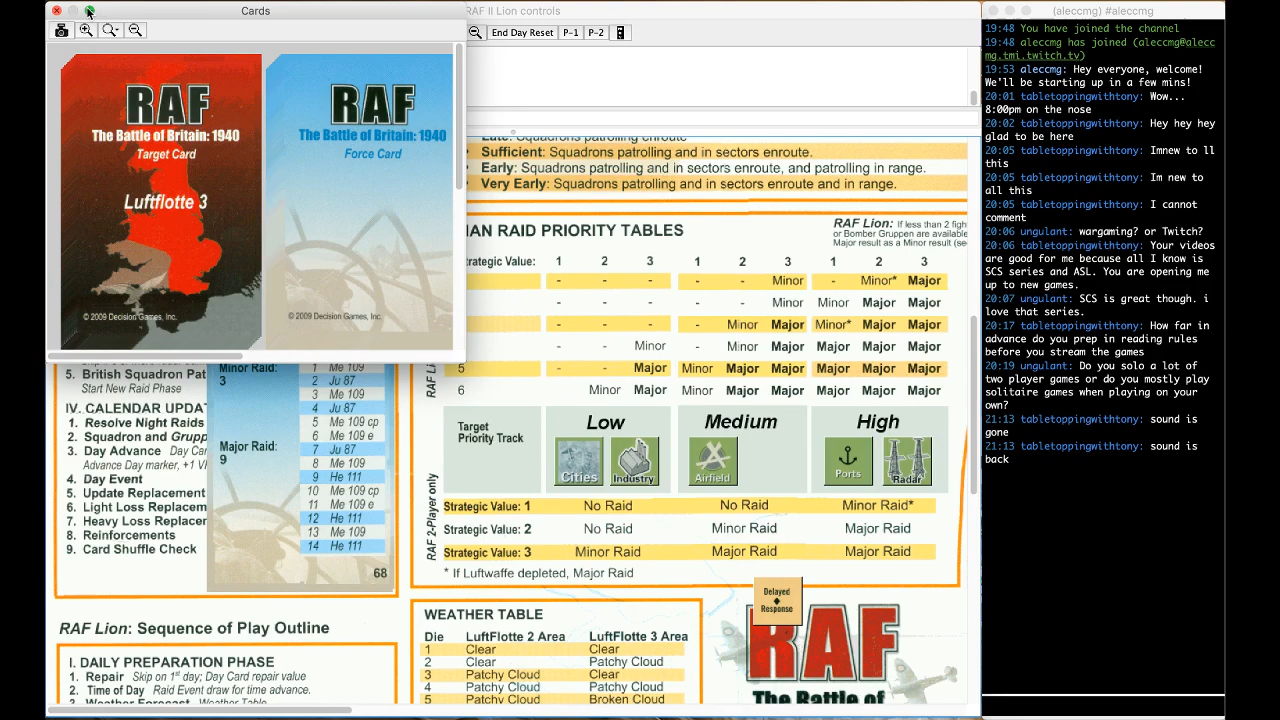 Cards
RAF
The Battle of Britain: 1940
Target Card
Luftflotte 3
© 2009 Decision Games, Inc.
RAF
The Battle of Britain: 1940
Force Card
© 2009 Decision Games, Inc.
RAF II Lion controls
End Day Reset
P-1
P-2
Sufficient: Squadrons patrolling and in sectors enroute.
Early: Squadrons patrolling and in sectors enroute, and patrolling in range.
Very Early: Squadrons patrolling and in sectors enroute and in range.
RAF Lion: If less than 2 figh
or Bomber Gruppen are available
Major result as a Minor result (se
MAN RAID PRIORITY TABLES
trategic Value: 1 2 3 1 2 3 1 2 3
- - - - - Minor - Minor* Major
- - - - - Minor Minor Major Major
- - - - Minor Major Minor* Major Major
- - Minor - Minor Major Major Major Major
5 - - Major Minor Major Major Major Major Major
6 Minor Major Minor Major Major Major Major Major
RAF Li
Target
Priority Track
Low
Medium
High
Cities
Industry
Airfield
Ports
Radar
RAF 2-Player only
Strategic Value: 1 No Raid No Raid Minor Raid*
Strategic Value: 2 No Raid Minor Raid Major Raid
Strategic Value: 3 Minor Raid Major Raid Major Raid
* If Luftwaffe depleted, Major Raid
5. British Squadron Pat
Start New Raid Phase
IV. CALENDAR UPDA
1. Resolve Night Raids
2. Squadron and Grupp
3. Day Advance Day Car
Advance Day marker, +1 V
4. Day Event
5. Update Replacement
6. Light Loss Replacer
7. Heavy Loss Replacer
8. Reinforcements
9. Card Shuffle Check
Minor Raid:
3
Major Raid:
9
1 Me 109
2 Ju 87
3 Me 109
4 Ju 87
5 Me 109 cp
6 Me 109 e
7 Ju 87
8 Me 109
9 He 111
10 Me 109 cp
11 Me 109 e
12 He 111
13 Me 109
14 He 111
68
RAF Lion: Sequence of Play Outline
I. DAILY PREPARATION PHASE
1. Repair Skip on 1st day; Day Card repair value
2. Time of Day Raid Event draw for time advance.
3. Weather Forecast Weather Table
WEATHER TABLE
Die LuftFlotte 2 Area LuftFlotte 3 Area
1 Clear Clear
2 Clear Patchy Cloud
3 Patchy Cloud Clear
4 Patchy Cloud Patchy Cloud
5 Patchy Cloud Broken Cloud
Delayed
Response
RAF
The Battle of
(aleccmg) #aleccmg
19:48 You have joined the channel
19:48 aleccmg has joined (aleccmg@alecc
mg.tmi.twitch.tv)
19:53 aleccmg: Hey everyone, welcome!
We'll be starting up in a few mins!
20:01 tabletoppingwithtony: Wow...
8:00pm on the nose
20:02 tabletoppingwithtony: Hey hey hey
glad to be here
20:05 tabletoppingwithtony: Imnew to ll
this
20:05 tabletoppingwithtony: Im new to
all this
20:05 tabletoppingwithtony: I cannot
comment
20:06 ungulant: wargaming? or Twitch?
20:06 tabletoppingwithtony: Your videos
are good for me because all I know is
SCS series and ASL. You are opening me
up to new games.
20:07 ungulant: SCS is great though. i
love that series.
20:17 tabletoppingwithtony: How far in
advance do you prep in reading rules
before you stream the games
20:19 ungulant: Do you solo a lot of
two player games or do you mostly play
solitaire games when playing on your
own?
21:13 tabletoppingwithtony: sound is
gone
21:13 tabletoppingwithtony: sound is
back